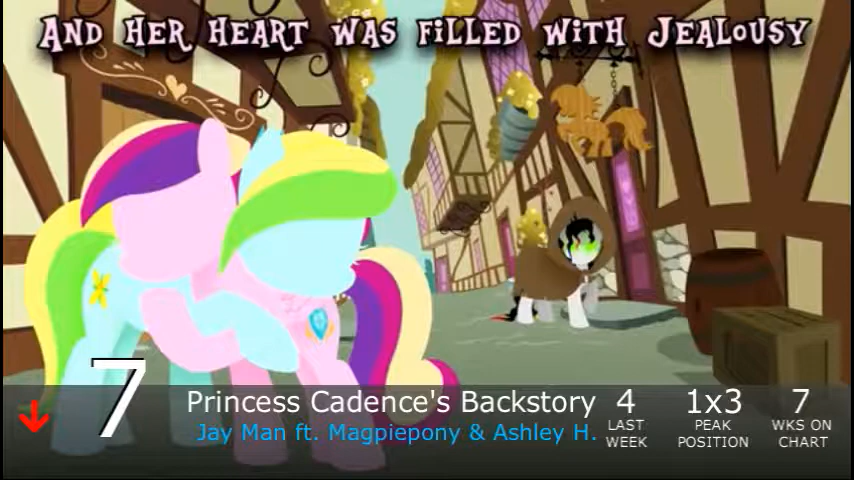 And her heart was filled with Jealousy
7
Princess Cadence's Backstory
Jay Man ft. Magpiepony & Ashley H.
4
LAST
WEEK
1x3
PEAK
POSITION
7
WKS ON
CHART